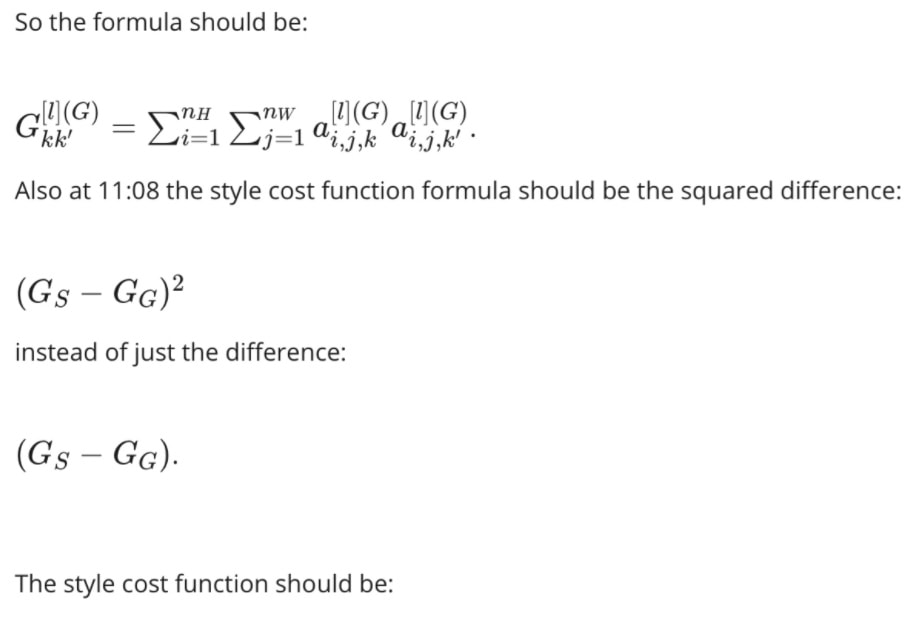 So the formula should be:
$G_{kk'}^{[l](G)} = \sum_{i=1}^{n_H} \sum_{j=1}^{n_W} a_{i,j,k}^{[l](G)} a_{i,j,k'}^{[l](G)}.$
Also at 11:08 the style cost function formula should be the squared difference:
$(G_S - G_G)^2$
instead of just the difference:
$(G_S - G_G).$
The style cost function should be: